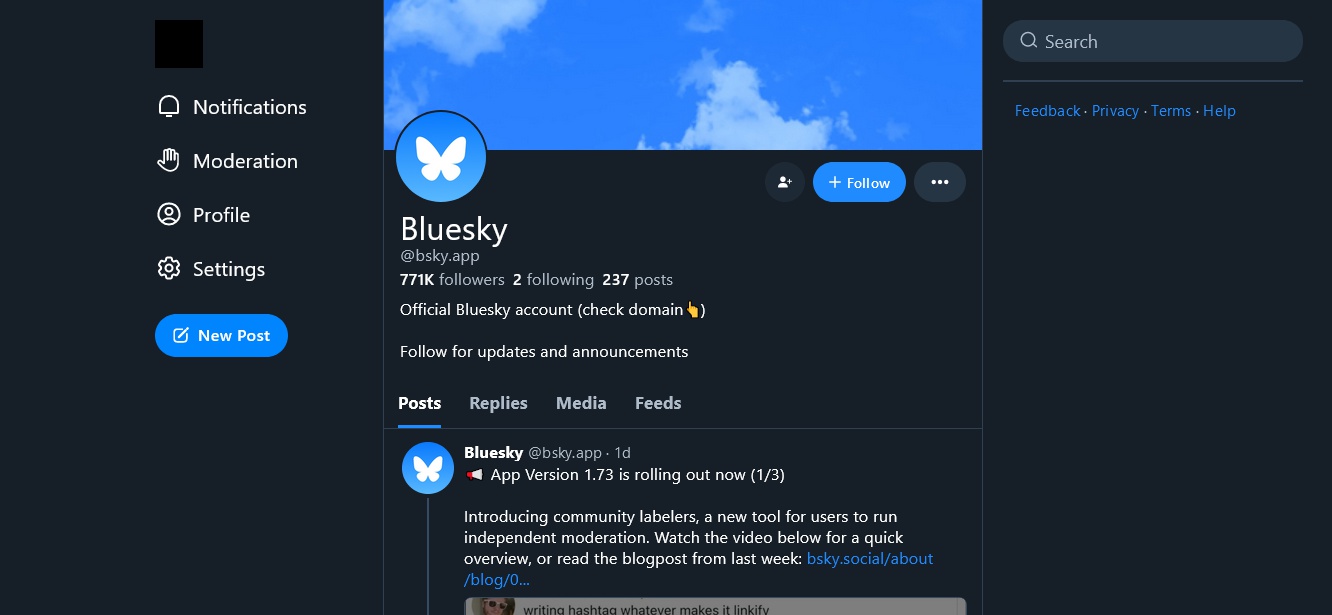 Notifications
Moderation
Profile
Settings
New Post
Search
Feedback · Privacy · Terms · Help
+ Follow
Bluesky
@bsky.app
771K followers 2 following 237 posts
Official Bluesky account (check domain👆)
Follow for updates and announcements
Posts Replies Media Feeds
Bluesky @bsky.app · 1d
📢 App Version 1.73 is rolling out now (1/3)
Introducing community labelers, a new tool for users to run
independent moderation. Watch the video below for a quick
overview, or read the blogpost from last week: bsky.social/about
/blog/0...
writing hashtag whatever makes it linkify